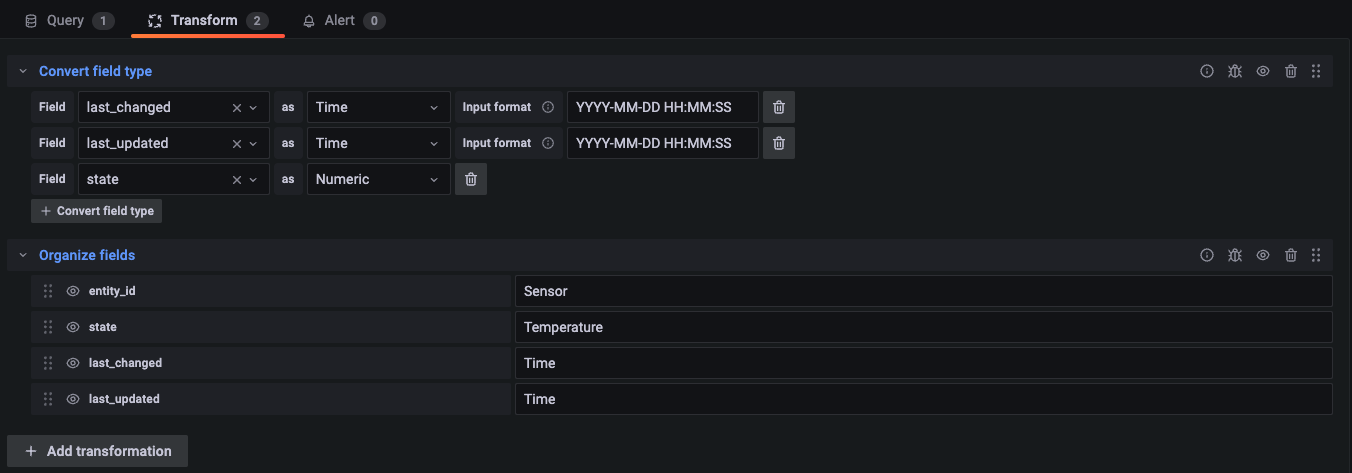 Query 1 Transform 2 Alert 0
Convert field type
Field last_changed as Time Input format YYYY-MM-DD HH:MM:SS
Field last_updated as Time Input format YYYY-MM-DD HH:MM:SS
Field state as Numeric
+ Convert field type
Organize fields
entity_id Sensor
state Temperature
last_changed Time
last_updated Time
+ Add transformation